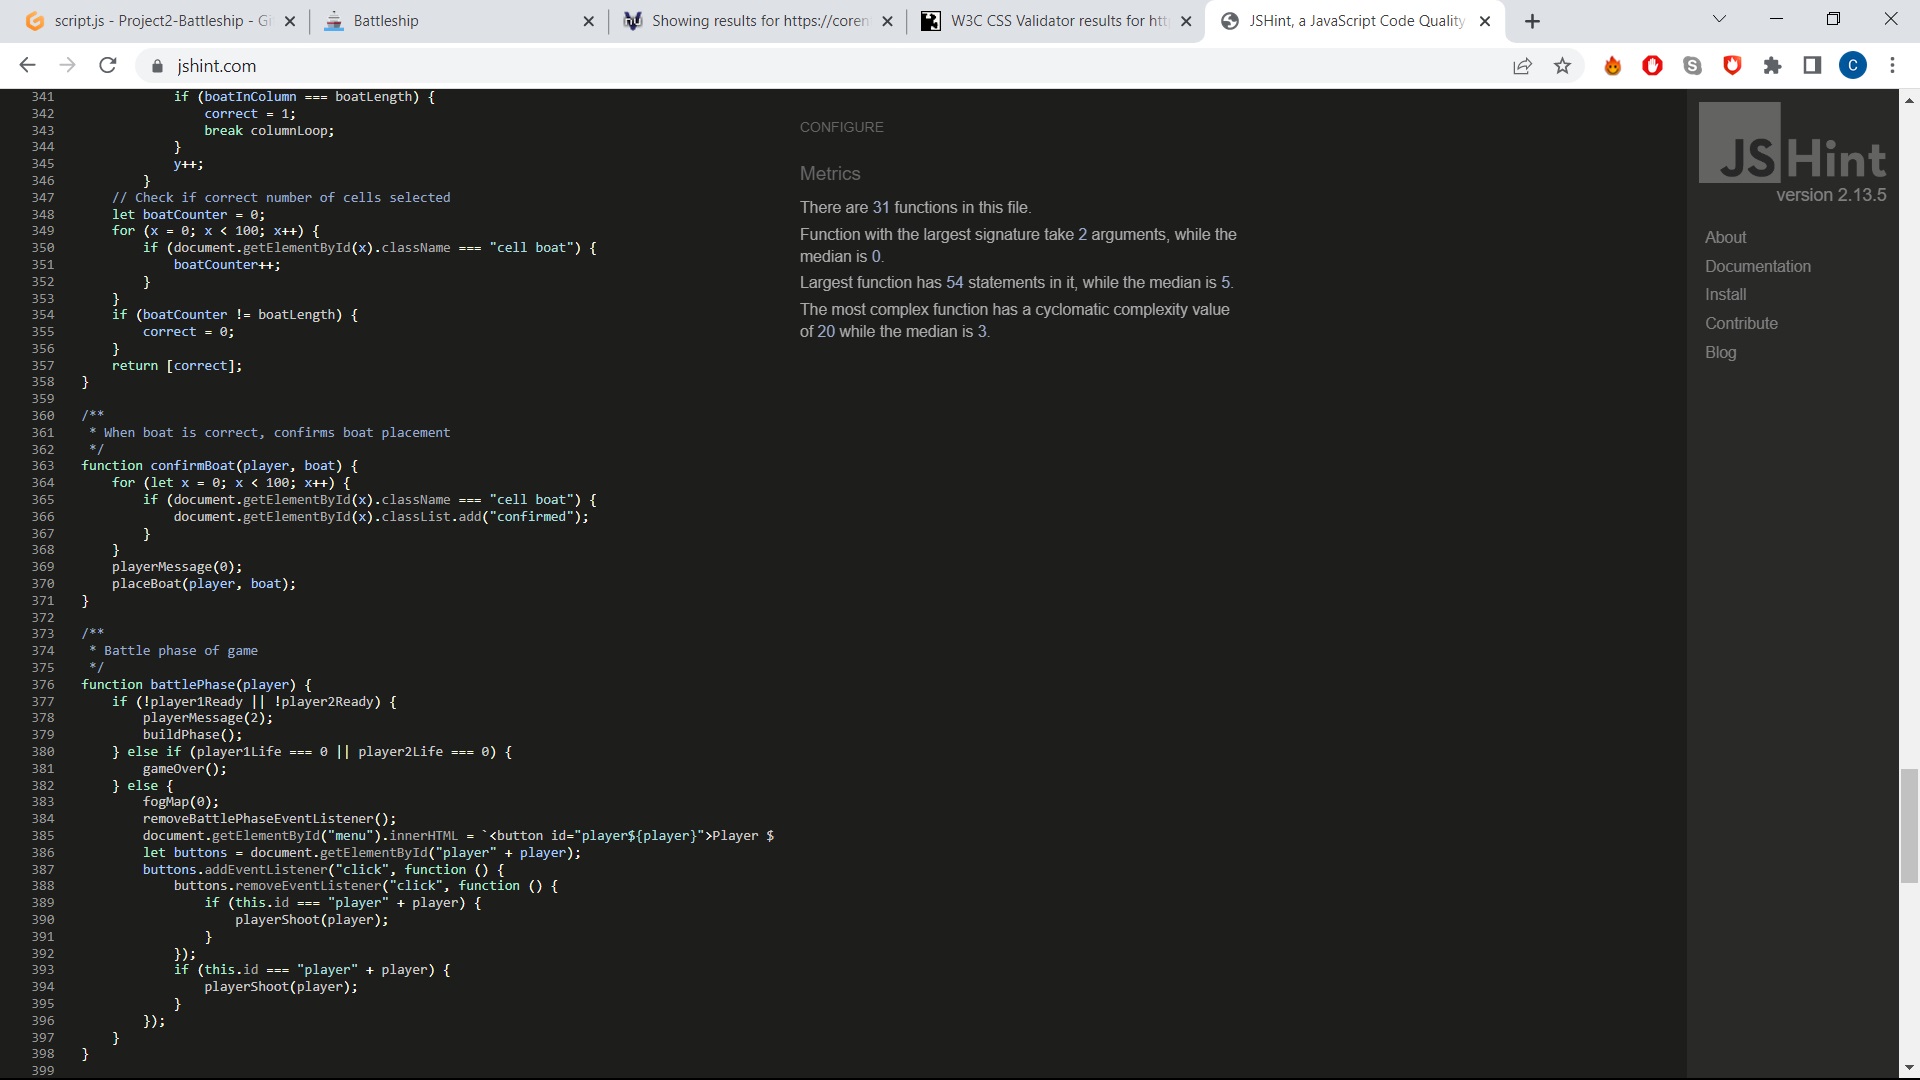 script.js - Project2-Battleship - Gi
Battleship
Showing results for https://coren
W3C CSS Validator results for htt
JSHint, a JavaScript Code Quality
jshint.com
C
341 if (boatInColumn === boatLength) {
342 correct = 1;
343 break columnLoop;
344 }
345 y++;
346 }
347 // Check if correct number of cells selected
348 let boatCounter = 0;
349 for (x = 0; x < 100; x++) {
350 if (document.getElementById(x).className === "cell boat") {
351 boatCounter++;
352 }
353 }
354 if (boatCounter != boatLength) {
355 correct = 0;
356 }
357 return [correct];
358 }
359
360 /**
361 * When boat is correct, confirms boat placement
362 */
363 function confirmBoat(player, boat) {
364 for (let x = 0; x < 100; x++) {
365 if (document.getElementById(x).className === "cell boat") {
366 document.getElementById(x).classList.add("confirmed");
367 }
368 }
369 playerMessage(0);
370 placeBoat(player, boat);
371 }
372
373 /**
374 * Battle phase of game
375 */
376 function battlePhase(player) {
377 if (!player1Ready || !player2Ready) {
378 playerMessage(2);
379 buildPhase();
380 } else if (player1Life === 0 || player2Life === 0) {
381 gameOver();
382 } else {
383 fogMap(0);
384 removeBattlePhaseEventListener();
385 document.getElementById("menu").innerHTML = `<button id="player${player}">Player $
386 let buttons = document.getElementById("player" + player);
387 buttons.addEventListener("click", function () {
388 buttons.removeEventListener("click", function () {
389 if (this.id === "player" + player) {
390 playerShoot(player);
391 }
392 });
393 if (this.id === "player" + player) {
394 playerShoot(player);
395 }
396 });
397 }
398 }
399
CONFIGURE
Metrics
There are 31 functions in this file.
Function with the largest signature take 2 arguments, while the
median is 0.
Largest function has 54 statements in it, while the median is 5.
The most complex function has a cyclomatic complexity value
of 20 while the median is 3.
JSHint
version 2.13.5
About
Documentation
Install
Contribute
Blog